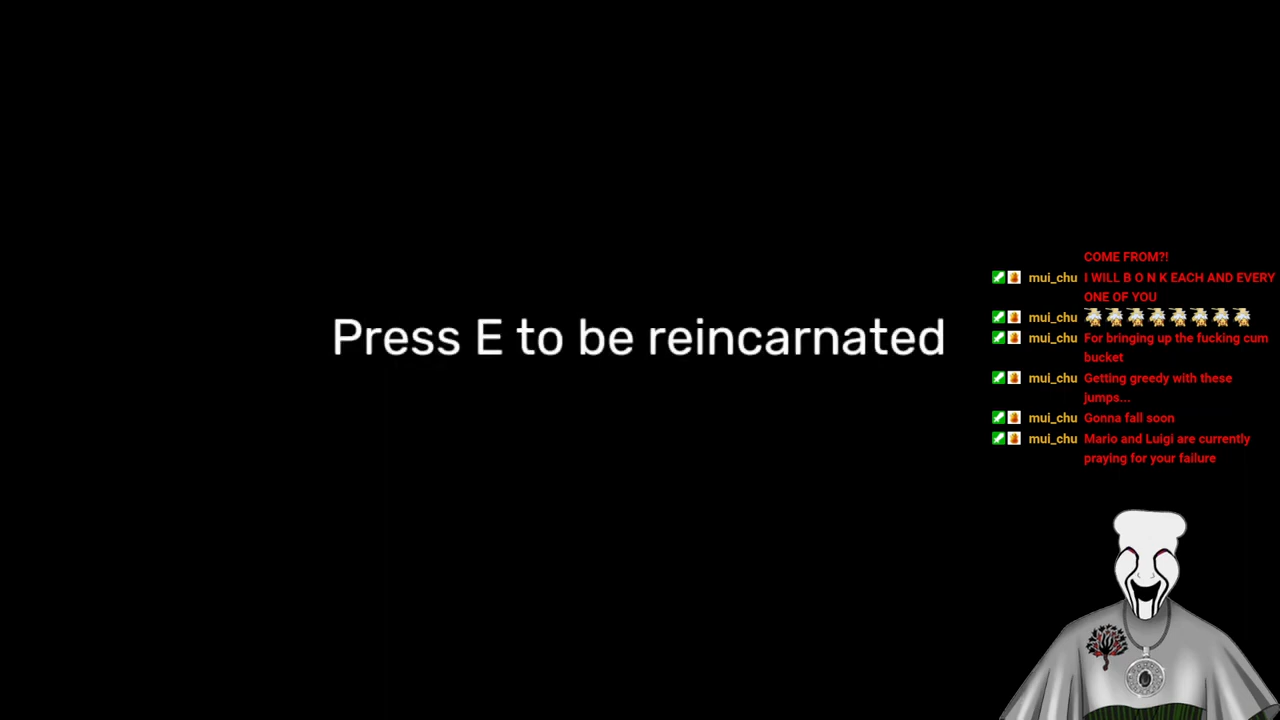 Press E to be reincarnated
COME FROM?!
mui_chu I WILL B O N K EACH AND EVERY
ONE OF YOU
mui_chu
mui_chu For bringing up the fucking cum
bucket
mui_chu Getting greedy with these
jumps...
mui_chu Gonna fall soon
mui_chu Mario and Luigi are currently
praying for your failure